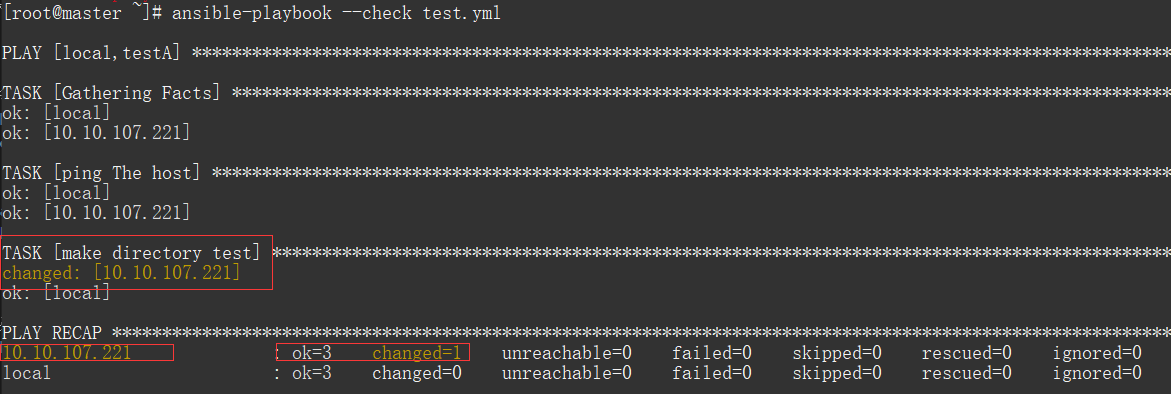 [root@master ~]# ansible-playbook --check test.yml
PLAY [local,testA] **********************************************************************************************
TASK [Gathering Facts] ******************************************************************************************
ok: [local]
ok: [10.10.107.221]
TASK [ping The host] ********************************************************************************************
ok: [local]
ok: [10.10.107.221]
TASK [make directory test] **************************************************************************************
changed: [10.10.107.221]
ok: [local]
PLAY RECAP ******************************************************************************************************
10.10.107.221 : ok=3 changed=1 unreachable=0 failed=0 skipped=0 rescued=0 ignored=0
local : ok=3 changed=0 unreachable=0 failed=0 skipped=0 rescued=0 ignored=0